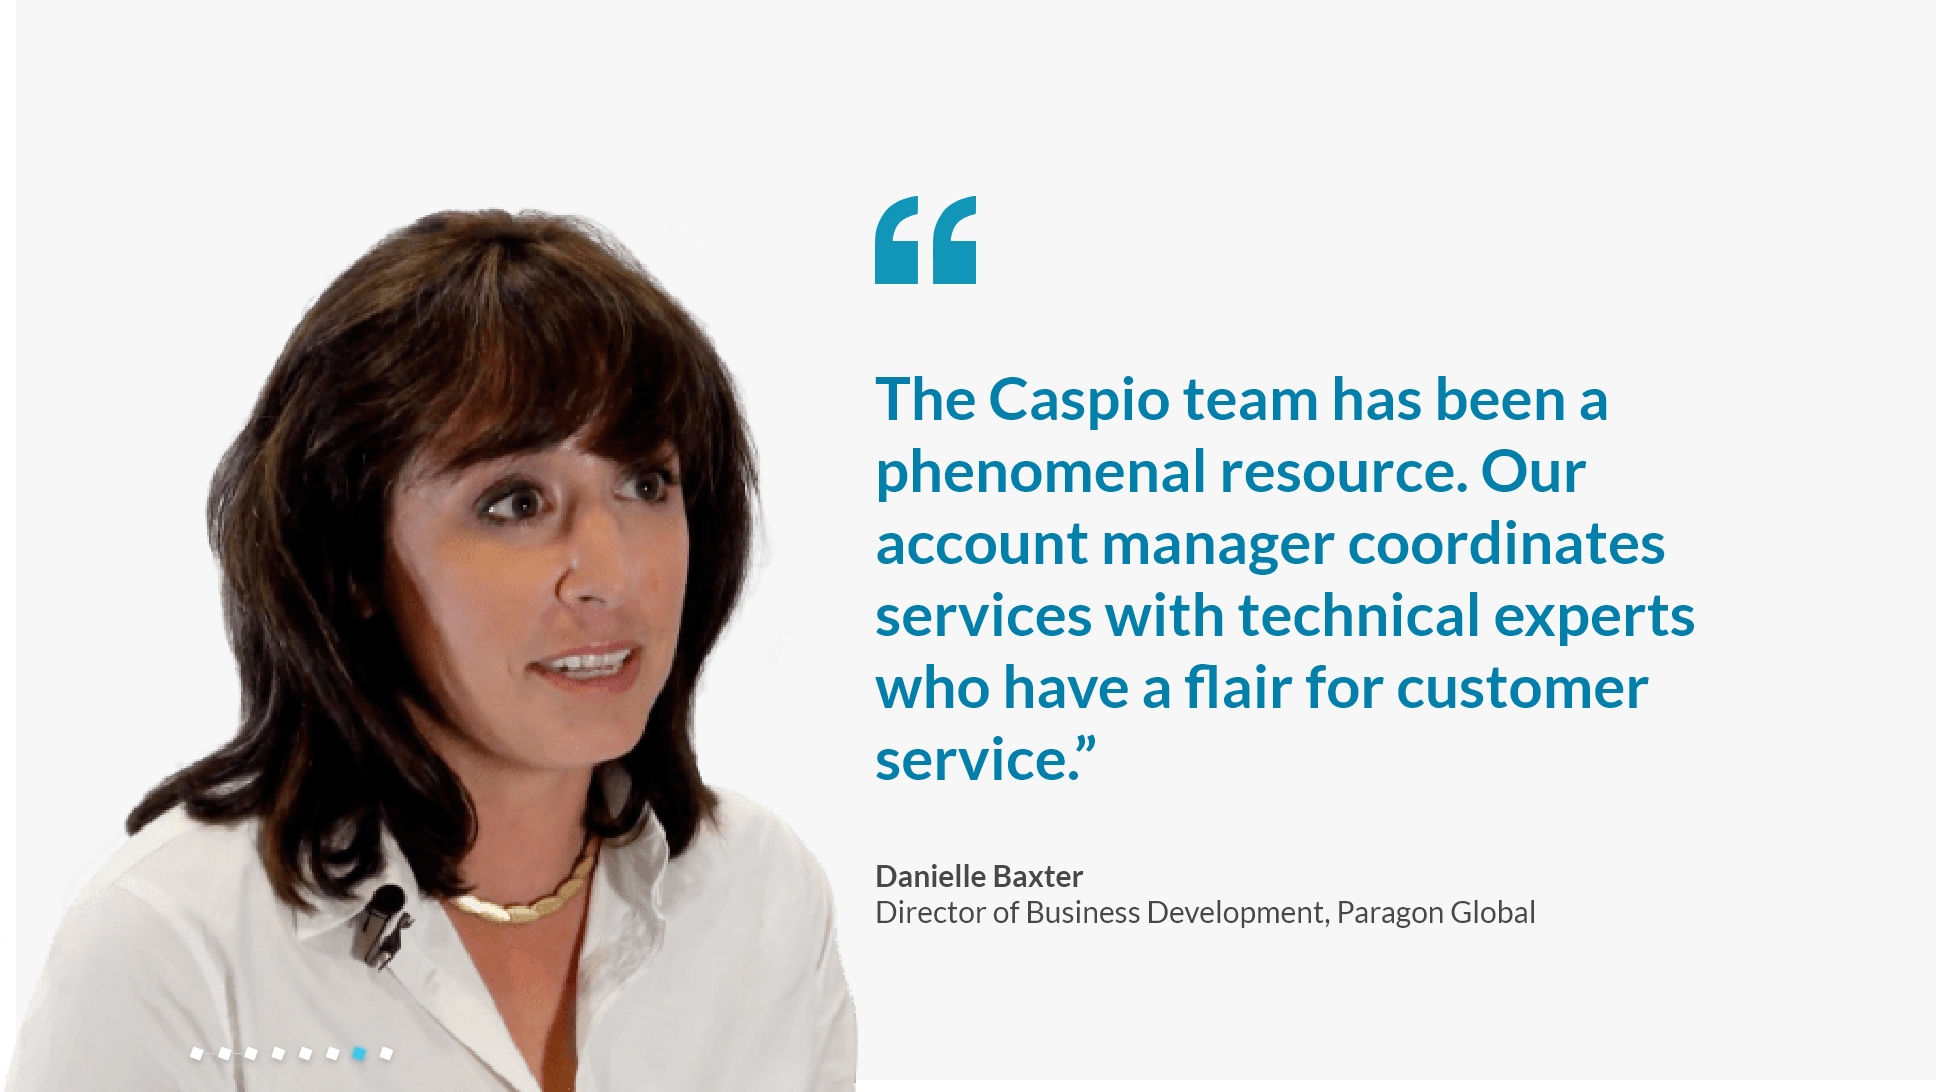 “
The Caspio team has been a
phenomenal resource. Our
account manager coordinates
services with technical experts
who have a flair for customer
service.”
Danielle Baxter
Director of Business Development, Paragon Global